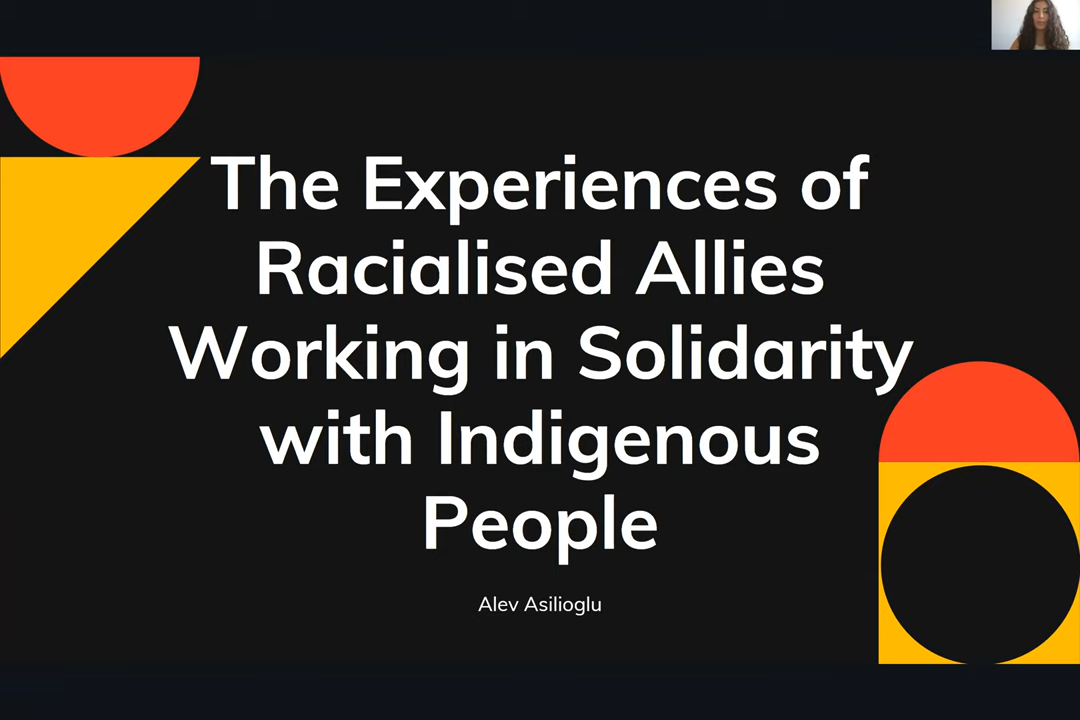 The Experiences of
Racialised Allies
Working in Solidarity
with Indigenous
People
Alev Asilioglu